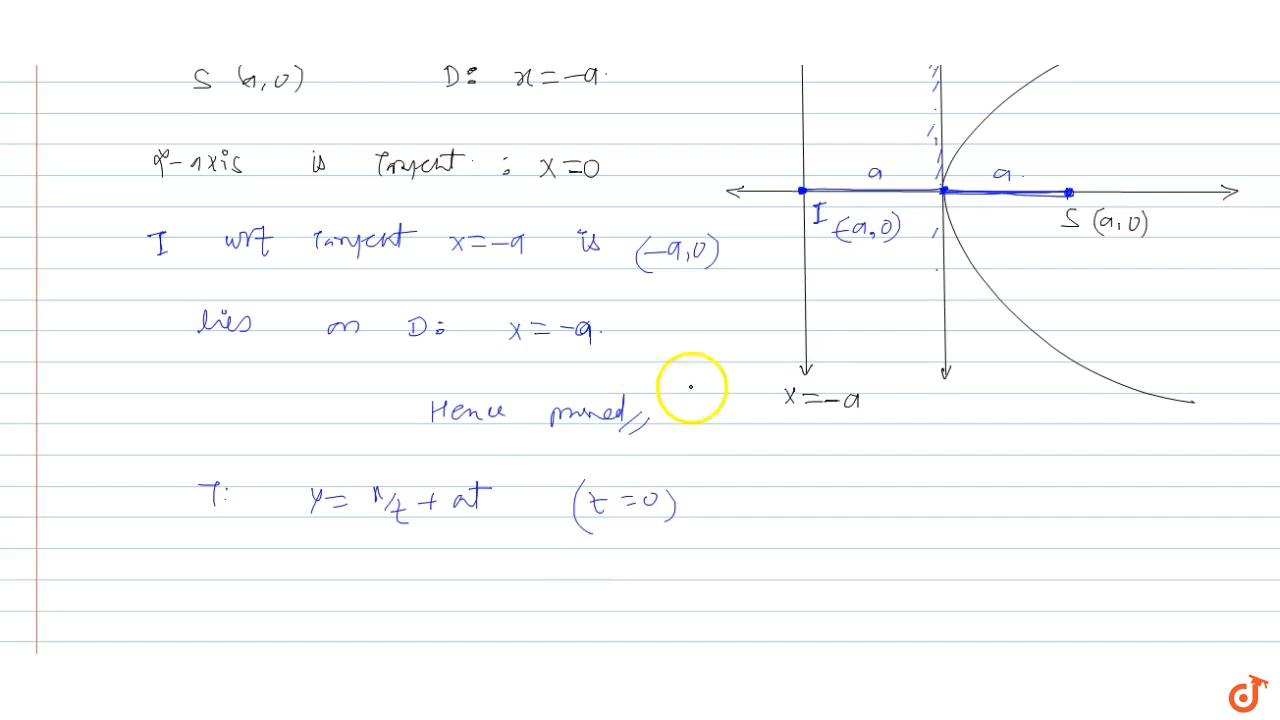 S (a,0) D: x=-a.
Y-axis is Tangent : X=0
I wrt Tangent x=-a is (-a,0)
lies on D: x=-a.
Hence proved//
T: y= x/t + at (t=0)
a a.
I (-a,0) S (a,0)
X=-a